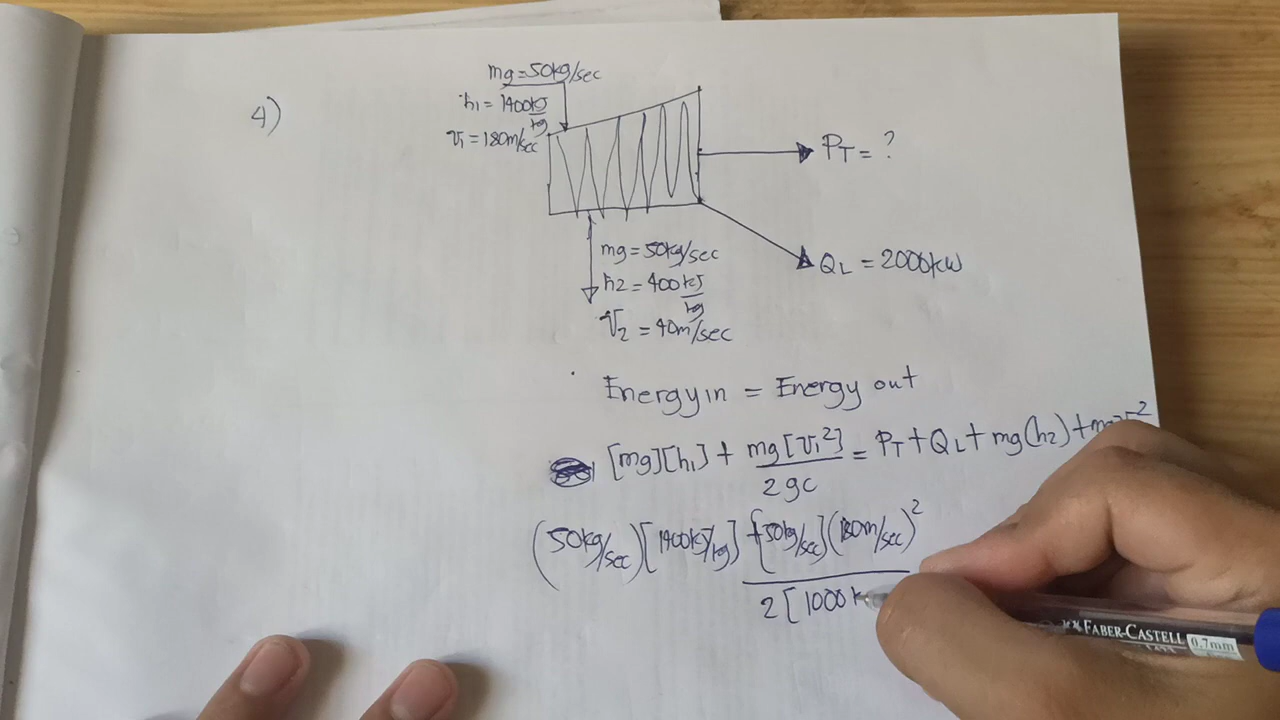 4)
mg=50kg/sec
h1= 1400kJ/kg
V1=180m/sec
PT= ?
QL = 2000kW
mg=50kg/sec
h2=400kJ/kg
V2 = 40m/sec
Energy in = Energy out
[mg][h1] + mg[V1²]/2gc = PT + QL + mg(h2) +
(50kg/sec)[1400kJ/kg] + [50kg/sec](180m/sec)²
2[1000k
FABER-CASTELL 0.7mm